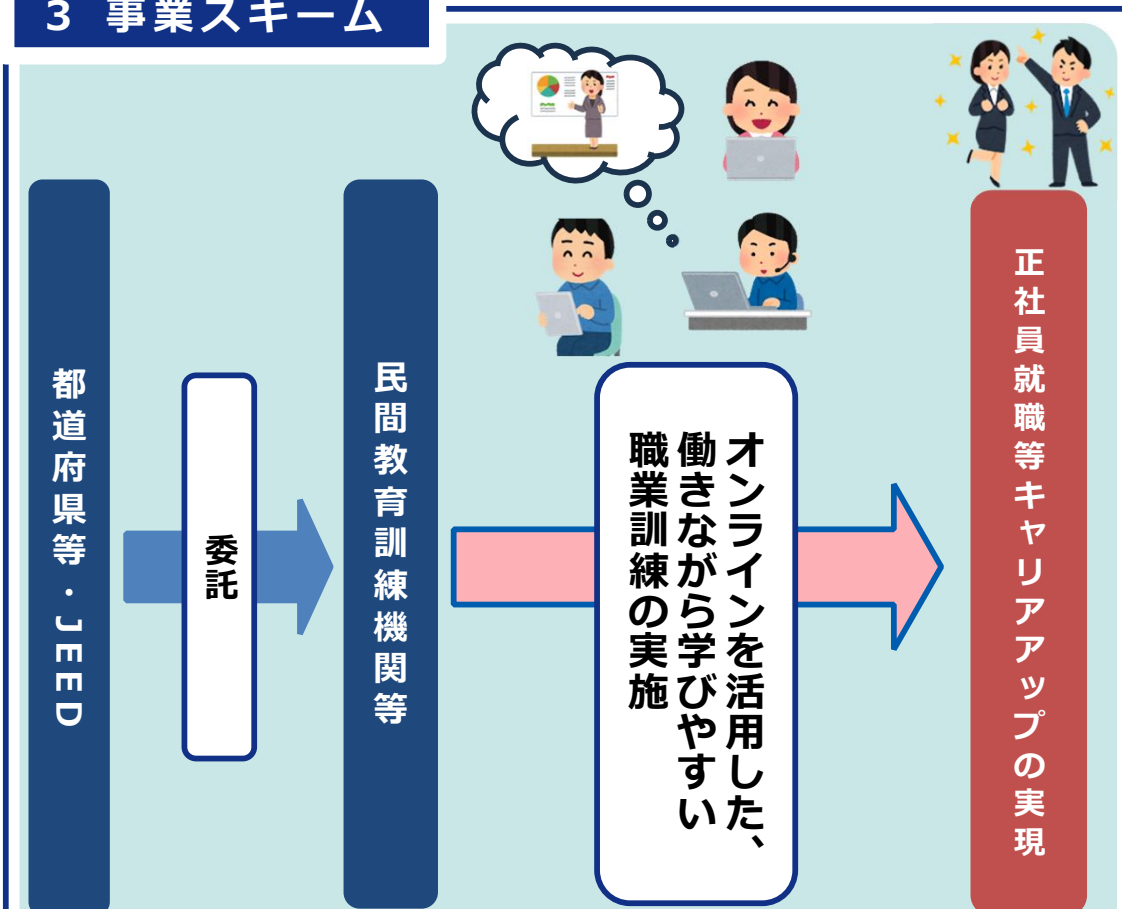 3 事業スキーム
都道府県等・JEED
委託
民間教育訓練機関等
オンラインを活用した、
働きながら学びやすい
職業訓練の実施
正社員就職等キャリアアップの実現